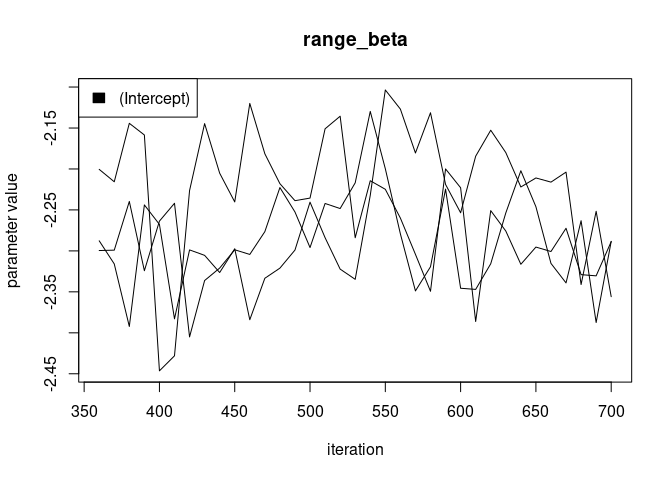 range_beta
(Intercept)
parameter value
-2.15
-2.25
-2.35
-2.45
350 400 450 500 550 600 650 700
iteration